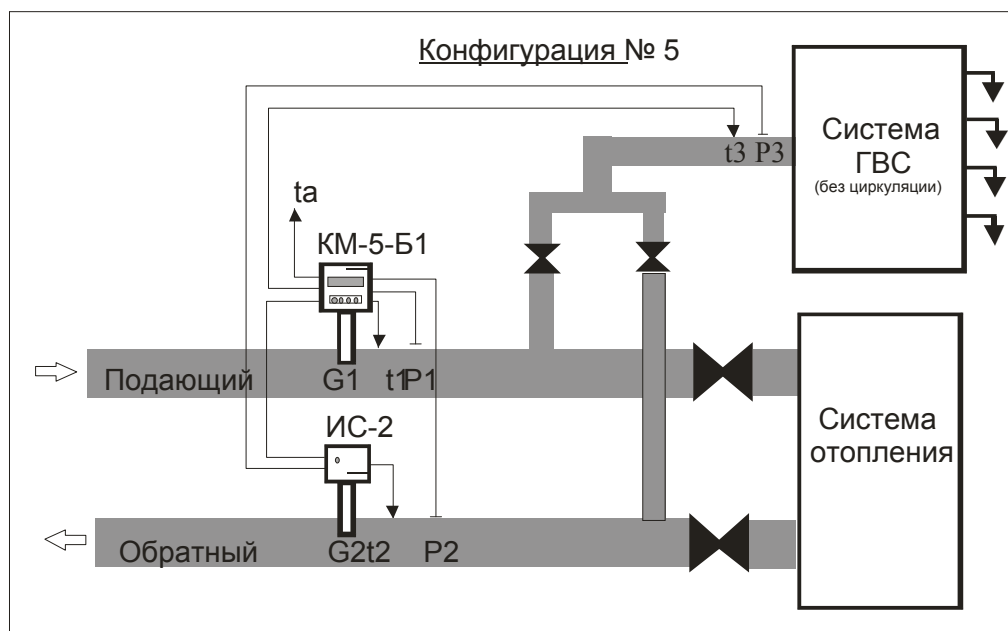 Конфигурация № 5
Система
ГВС
(без циркуляции)
t3 P3
ta
КМ-5-Б1
Подающий
G1
t1P1
ИС-2
Система
отопления
Обратный
G2t2
P2